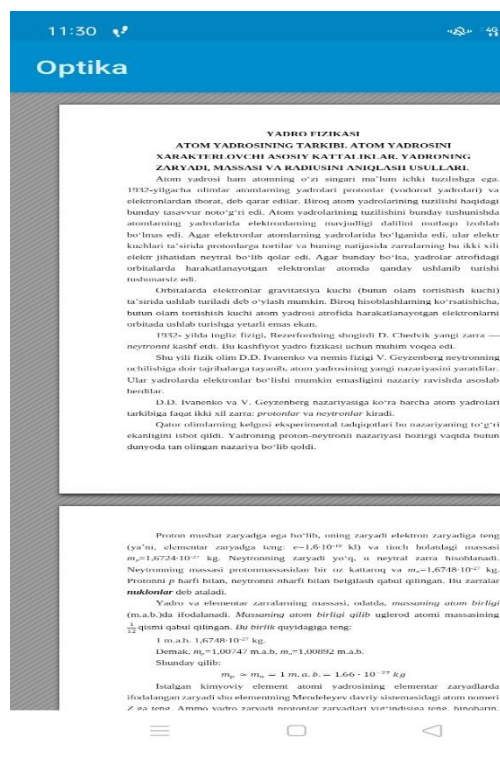 11:30
4G
Optika
YADRO FIZIKASI
ATOM YADROSINING TARKIBI. ATOM YADROSINI
XARAKTERLOVCHI ASOSIY KATTALIKLAR. YADRONING
ZARYADI, MASSASI VA RADIUSINI ANIQLASH USULLARI.
Atom yadrosi ham atomning o‘zi singari ma’lum ichki tuzilishga ega.
1932-yilgacha olimlar atomlarning yadrolari protonlar (vodorod yadrolari) va
elektronlardan iborat, deb qarar edilar. Biroq atom yadrolarining tuzilishi haqidagi
bunday tasavvur noto‘g‘ri edi. Atom yadrolarining tuzilishini bunday tushunishda
atomlarning yadrolarida elektronlarning mavjudligi dalilini mutlaqo izohlab
bo‘lmas edi. Agar elektronlar atomlarning yadrolarida bo‘lganida edi, ular elektr
kuchlari ta’sirida protonlarga tortilar va buning natijasida zarralarning bu ikki xili
elektr jihatidan neytral bo‘lib qolar edi. Agar bunday bo‘lsa, yadrolar atrofidagi
orbitalarda harakatlanayotgan elektronlar atomda qanday ushlanib turishi
tushunarsiz edi.
Orbitalarda elektronlar gravitatsiya kuchi (butun olam tortishish kuchi)
ta’sirida ushlab turiladi deb o‘ylash mumkin. Biroq hisoblashlarning ko‘rsatishicha,
butun olam tortishish kuchi atom yadrosi atrofida harakatlanayotgan elektronlarni
orbitada ushlab turishga yetarli emas ekan.
1932- yilda ingliz fizigi, Rezerfordning shogirdi D. Chedvik yangi zarra —
neytronni kashf etdi. Bu kashfiyot yadro fizikasi uchun muhim voqea edi.
Shu yili fizik olim D.D. Ivanenko va nemis fizigi V. Geyzenberg neytronning
ochilishiga doir tajribalarga tayanib, atom yadrosining yangi nazariyasini yaratdilar.
Ular yadrolarda elektronlar bo‘lishi mumkin emasligini nazariy ravishda asoslab
berdilar.
D.D. Ivanenko va V. Geyzenberg nazariyasiga ko‘ra barcha atom yadrolari
tarkibiga faqat ikki xil zarra: protonlar va neytronlar kiradi.
Qator olimlarning kelgusi eksperimental tadqiqotlari bu nazariyaning to‘g‘ri
ekanligini isbot qildi. Yadroning proton-neytronli nazariyasi hozirgi vaqtda butun
dunyoda tan olingan nazariya bo‘lib qoldi.
Proton musbat zaryadga ega bo‘lib, uning zaryadi elektron zaryadiga teng
(ya’ni, elementar zaryadga teng: e=1,6·10⁻¹⁹ kl) va tinch holatdagi massasi
mₚ=1,6724·10⁻²⁷ kg. Neytronning zaryadi yo‘q, u neytral zarra hisoblanadi.
Neytronning massasi protonmassasidan bir oz kattaroq va mₙ=1,6748·10⁻²⁷ kg.
Protonni p harfi bilan, neytronni nharfi bilan belgilash qabul qilingan. Bu zarralar
nuklonlar deb ataladi.
Yadro va elementar zarralarning massasi, odatda, massaning atom birligi
(m.a.b.)da ifodalanadi. Massaning atom birligi qilib uglerod atomi massasining
1/12 qismi qabul qilingan. Bu birlik quyidagiga teng:
1 m.a.b. 1,6748·10⁻²⁷ kg.
Demak, mₚ=1,00747 m.a.b, mₙ=1,00892 m.a.b.
Shunday qilib:
mₚ ≈ mₙ = 1 m. a. b. = 1.66 · 10⁻²⁷ kg
Istalgan kimyoviy element atomi yadrosining elementar zaryadlarda
ifodalangan zaryadi shu elementning Mendeleyev davriy sistemasidagi atom nomeri
Z ga teng. Ammo yadro zaryadi protonlar zaryadlari yig‘indisiga teng, binobarin,